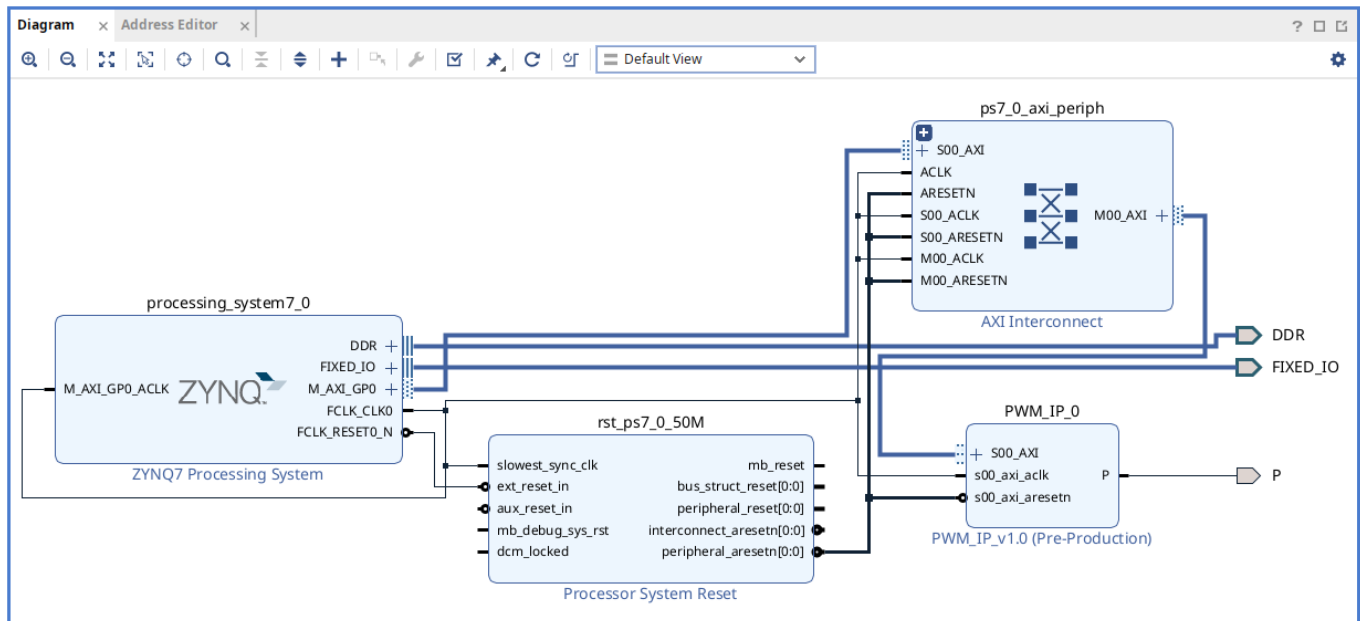 Diagram
Address Editor
Default View
ps7_0_axi_periph
S00_AXI
ACLK
ARESETN
S00_ACLK
S00_ARESETN
M00_ACLK
M00_ARESETN
M00_AXI
AXI Interconnect
processing_system7_0
M_AXI_GP0_ACLK
ZYNQ
DDR
FIXED_IO
M_AXI_GP0
FCLK_CLK0
FCLK_RESET0_N
ZYNQ7 Processing System
DDR
FIXED_IO
rst_ps7_0_50M
slowest_sync_clk
ext_reset_in
aux_reset_in
mb_debug_sys_rst
dcm_locked
mb_reset
bus_struct_reset[0:0]
peripheral_reset[0:0]
interconnect_aresetn[0:0]
peripheral_aresetn[0:0]
Processor System Reset
PWM_IP_0
S00_AXI
s00_axi_aclk
s00_axi_aresetn
P
PWM_IP_v1.0 (Pre-Production)
P